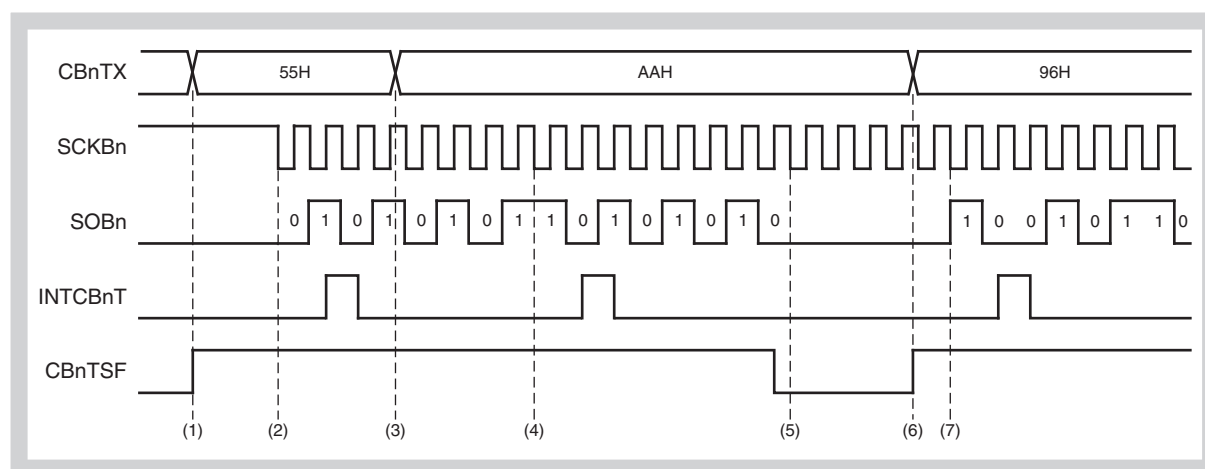 CBnTX 55H AAH 96H
SCKBn
SOBn 0 1 0 1 0 1 0 1 1 0 1 0 1 0 1 0 1 0 0 1 0 1 1 0
INTCBnT
CBnTSF
(1) (2) (3) (4) (5) (6) (7)